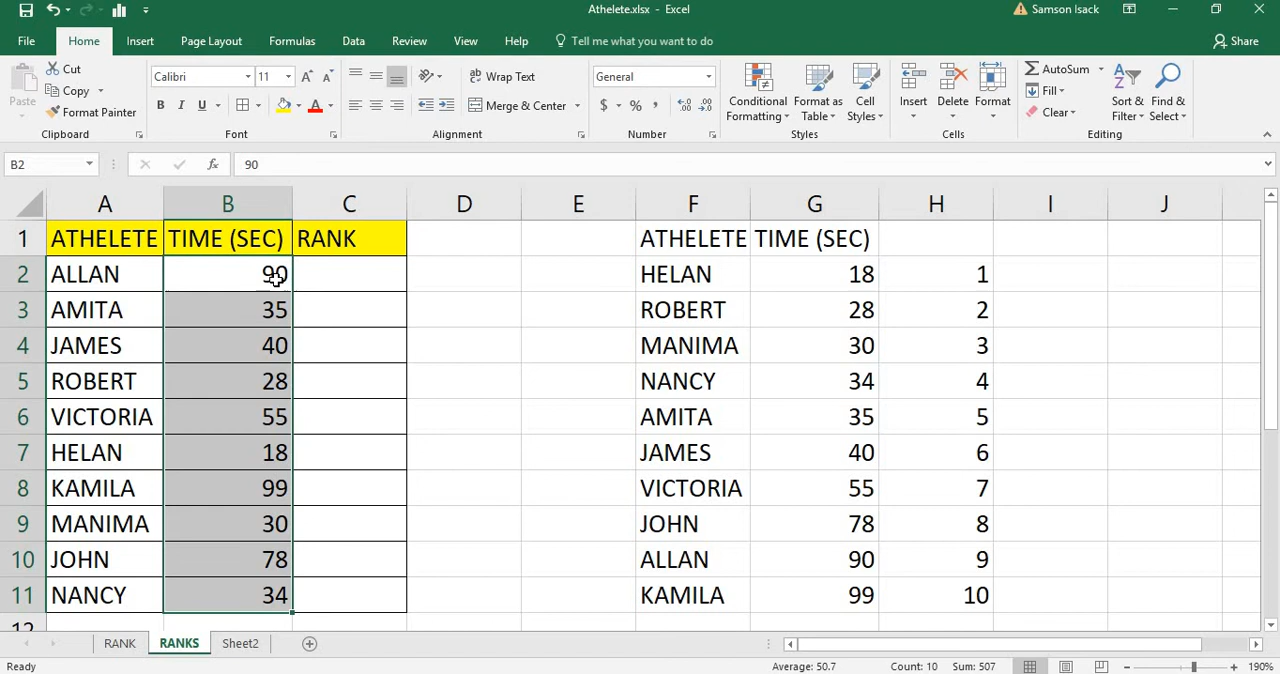 Athelete.xlsx - Excel
Samson Isack
File Home Insert Page Layout Formulas Data Review View Help Tell me what you want to do Share
Paste
Cut
Copy
Format Painter
Clipboard
Calibri 11
B I U
A A A
Font
Wrap Text
Merge & Center
Alignment
General
$ % ,
Number
Conditional Formatting
Format as Table
Cell Styles
Styles
Insert Delete Format
Cells
AutoSum
Fill
Clear
Sort & Filter
Find & Select
Editing
B2 fx 90
A B C D E F G H I J
1 ATHELETE TIME (SEC) RANK ATHELETE TIME (SEC)
2 ALLAN 90 HELAN 18 1
3 AMITA 35 ROBERT 28 2
4 JAMES 40 MANIMA 30 3
5 ROBERT 28 NANCY 34 4
6 VICTORIA 55 AMITA 35 5
7 HELAN 18 JAMES 40 6
8 KAMILA 99 VICTORIA 55 7
9 MANIMA 30 JOHN 78 8
10 JOHN 78 ALLAN 90 9
11 NANCY 34 KAMILA 99 10
12
RANK RANKS Sheet2
Ready Average: 50.7 Count: 10 Sum: 507 190%